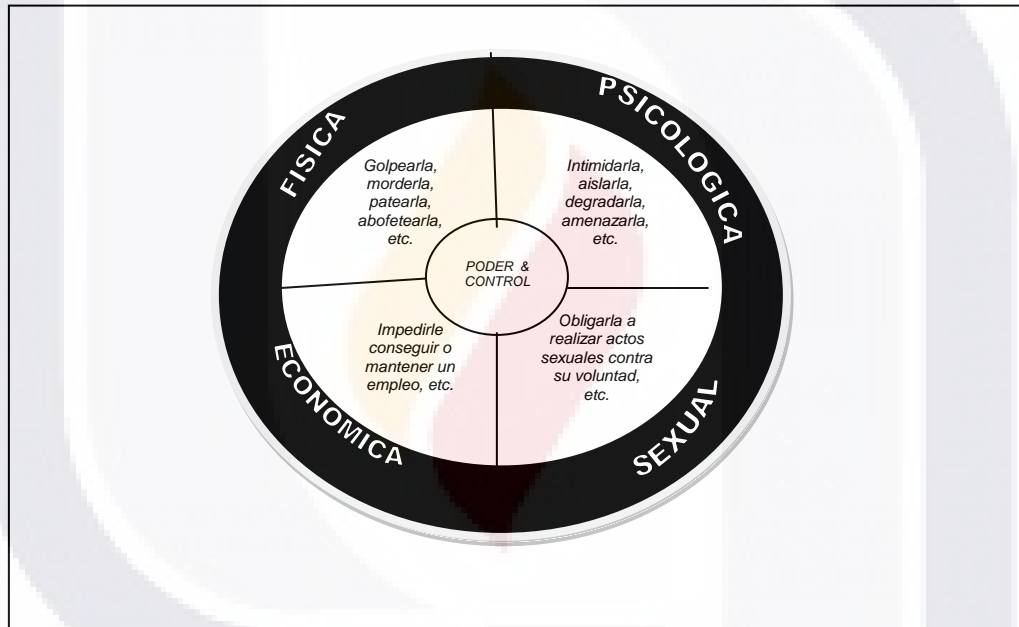 FISICA
PSICOLOGICA
Golpearla,
morderla,
patearla,
abofetearla,
etc.
Intimidarla,
aislarla,
degradarla,
amenazarla,
etc.
PODER &
CONTROL
Impedirle
conseguir o
mantener un
empleo, etc.
Obligarla a
realizar actos
sexuales contra
su voluntad,
etc.
ECONOMICA
SEXUAL